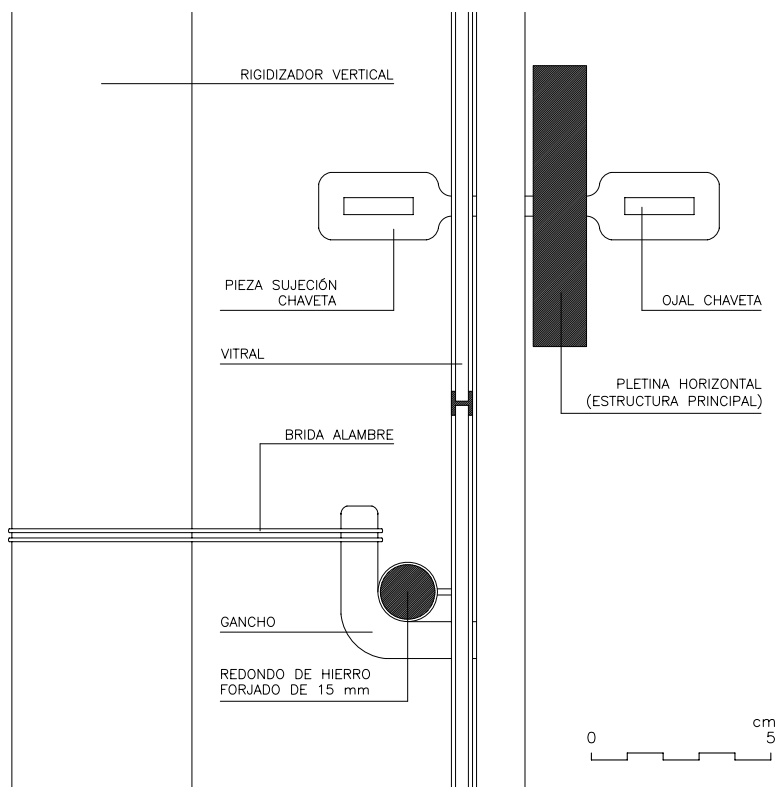 RIGIDIZADOR VERTICAL
PIEZA SUJECIÓN
CHAVETA
OJAL CHAVETA
VITRAL
PLETINA HORIZONTAL
(ESTRUCTURA PRINCIPAL)
BRIDA ALAMBRE
GANCHO
REDONDO DE HIERRO
FORJADO DE 15 mm
cm
0 5